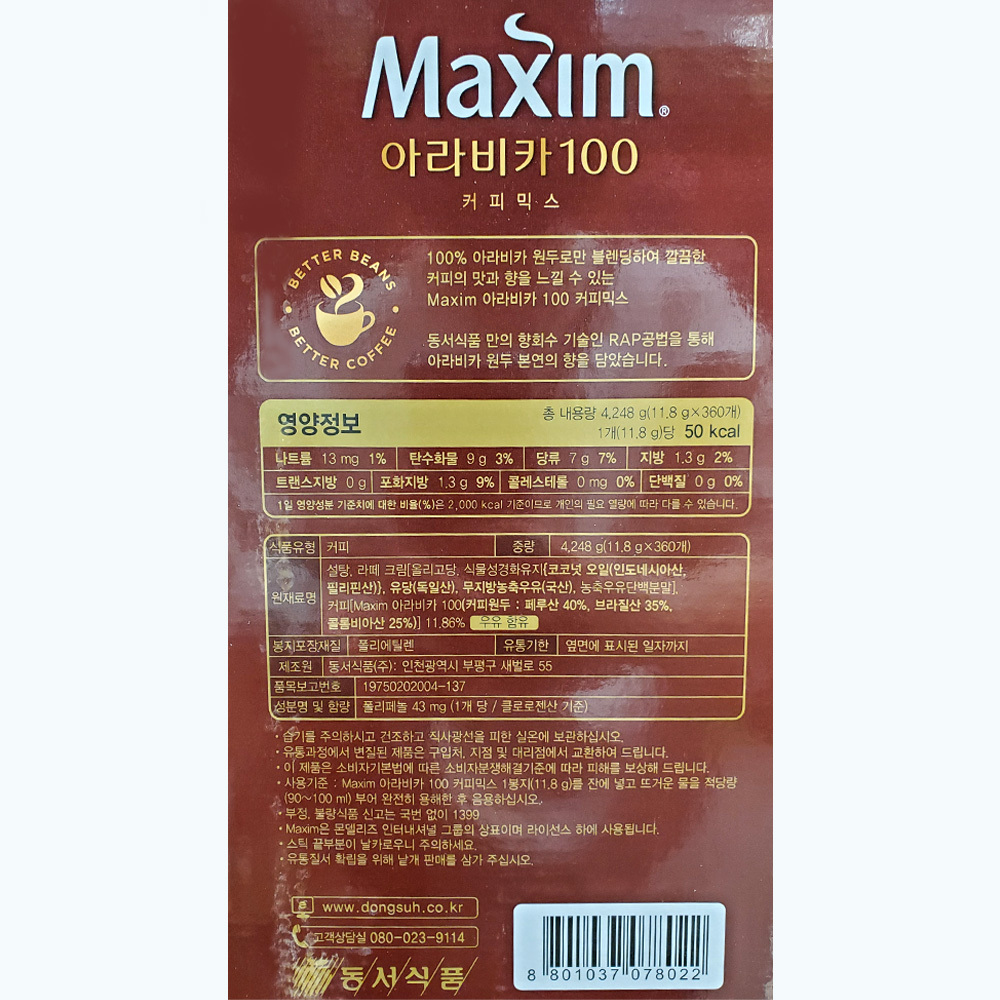 Maxim®
아라비카100
커피믹스
BETTER BEANS
BETTER COFFEE
100% 아라비카 원두로만 블렌딩하여 깔끔한
커피의 맛과 향을 느낄 수 있는
Maxim 아라비카 100 커피믹스
동서식품 만의 향회수 기술인 RAP공법을 통해
아라비카 원두 본연의 향을 담았습니다.
영양정보
총 내용량 4,248 g(11.8 g×360개)
1개(11.8 g)당 50 kcal
나트륨 13 mg 1% 탄수화물 9 g 3% 당류 7 g 7% 지방 1.3 g 2%
트랜스지방 0 g 포화지방 1.3 g 9% 콜레스테롤 0 mg 0% 단백질 0 g 0%
1일 영양성분 기준치에 대한 비율(%)은 2,000 kcal 기준이므로 개인의 필요 열량에 따라 다를 수 있습니다.
식품유형 커피 중량 4,248 g(11.8 g×360개)
원재료명
설탕, 라떼 크림[올리고당, 식물성경화유지{코코넛 오일(인도네시아산,
필리핀산)}, 유당(독일산), 무지방농축우유(국산), 농축우유단백분말],
커피[Maxim 아라비카 100(커피원두 : 페루산 40%, 브라질산 35%,
콜롬비아산 25%)] 11.86% 우유 함유
봉지포장재질 폴리에틸렌 유통기한 옆면에 표시된 일자까지
제조원 동서식품(주): 인천광역시 부평구 새벌로 55
품목보고번호 19750202004-137
성분명 및 함량 폴리페놀 43 mg (1개 당 / 클로로젠산 기준)
· 습기를 주의하시고 건조하고 직사광선을 피한 실온에 보관하십시오.
· 유통과정에서 변질된 제품은 구입처, 지점 및 대리점에서 교환하여 드립니다.
· 이 제품은 소비자기본법에 따른 소비자분쟁해결기준에 따라 피해를 보상해 드립니다.
· 사용기준 : Maxim 아라비카 100 커피믹스 1봉지(11.8 g)를 잔에 넣고 뜨거운 물을 적당량
(90~100 ml) 부어 완전히 용해한 후 음용하십시오.
· 부정, 불량식품 신고는 국번 없이 1399
· Maxim은 몬델리즈 인터내셔널 그룹의 상표이며 라이선스 하에 사용됩니다.
· 스틱 끝부분이 날카로우니 주의하세요.
· 유통질서 확립을 위해 낱개 판매를 삼가 주십시오.
www.dongsuh.co.kr
고객상담실 080-023-9114
동서식품
8 801037 078022